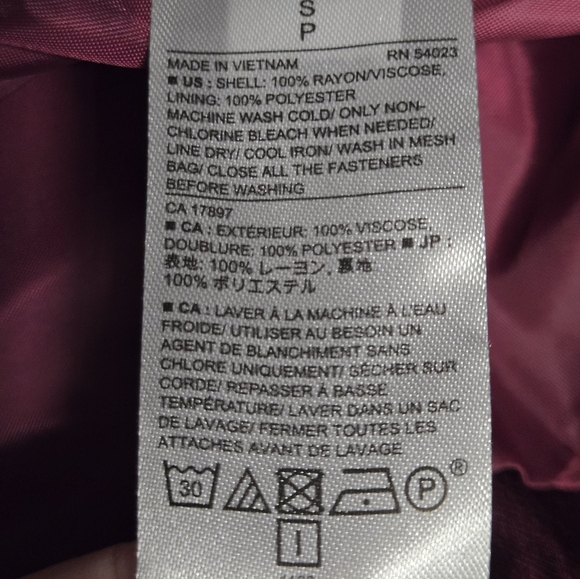 S
P
MADE IN VIETNAM RN 54023
■ US : SHELL: 100% RAYON/VISCOSE,
LINING: 100% POLYESTER
MACHINE WASH COLD/ ONLY NON-
CHLORINE BLEACH WHEN NEEDED/
LINE DRY/ COOL IRON/ WASH IN MESH
BAG/ CLOSE ALL THE FASTENERS
BEFORE WASHING
CA 17897
■ CA : EXTÉRIEUR: 100% VISCOSE,
DOUBLURE: 100% POLYESTER ■ JP :
表地: 100% レーヨン, 裏地
100% ポリエステル
■ CA : LAVER À LA MACHINE À L'EAU
FROIDE/ UTILISER AU BESOIN UN
AGENT DE BLANCHIMENT SANS
CHLORE UNIQUEMENT/ SÉCHER SUR
CORDE/ REPASSER À BASSE
TEMPÉRATURE/ LAVER DANS UN SAC
DE LAVAGE/ FERMER TOUTES LES
ATTACHES AVANT DE LAVAGE
30 P ®